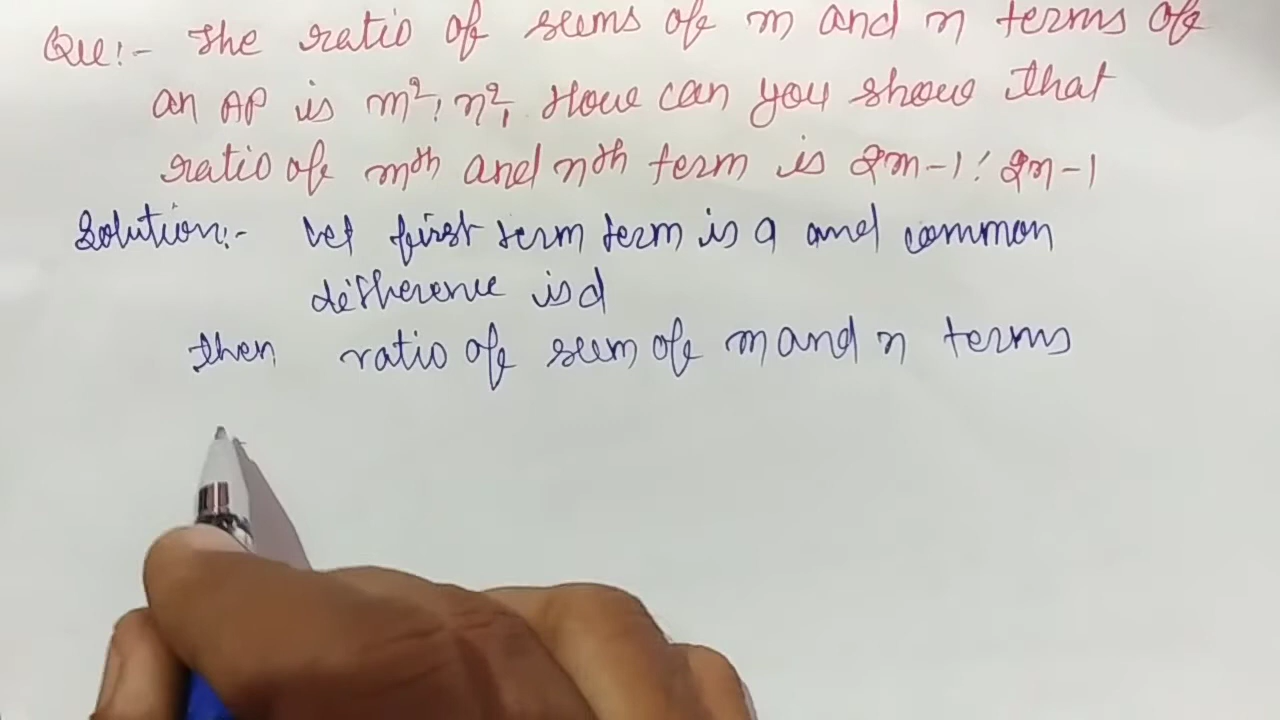 Que:- The ratio of sums of m and n terms of
an AP is m²:n², How can you show that
ratio of mth and nth term is 2m-1:2n-1
Solution:- Let first term term is a and common
difference is d
then ratio of sum of m and n terms